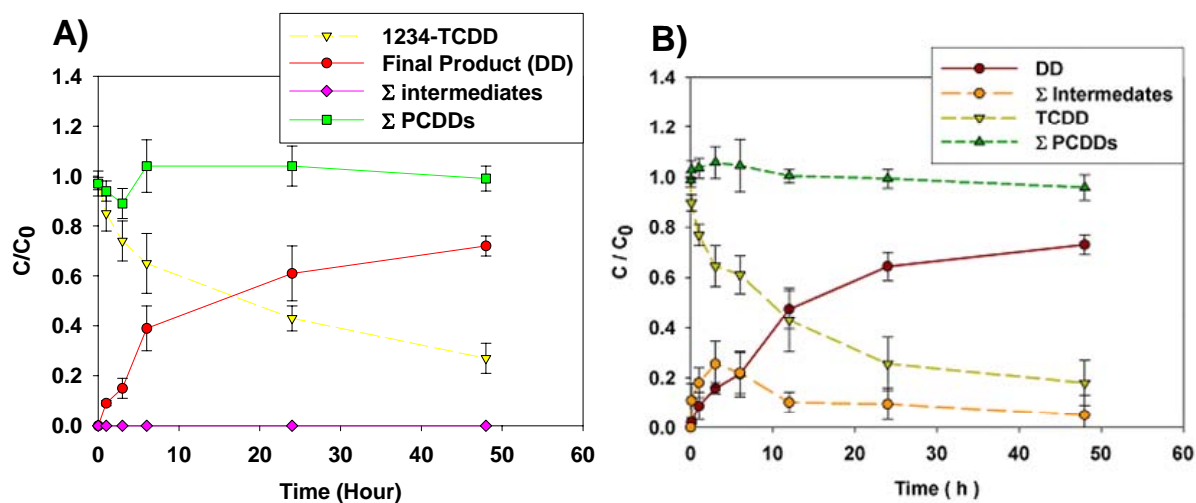 A)
1234-TCDD
Final Product (DD)
Σ intermediates
Σ PCDDs
1.4
1.2
1.0
0.8
0.6
0.4
0.2
0.0
C/C0
0 10 20 30 40 50 60
Time (Hour)
B)
DD
Σ Intermedates
TCDD
Σ PCDDs
1.4
1.2
1.0
0.8
0.6
0.4
0.2
0.0
C / C0
0 10 20 30 40 50 60
Time ( h )